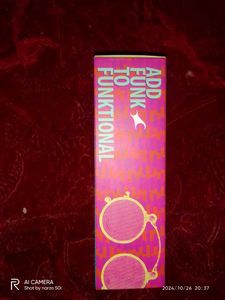 ADD
FUNK
TO
FUNKTIONAL
AI CAMERA
Shot by narzo 50i
2024/10/26 20:37